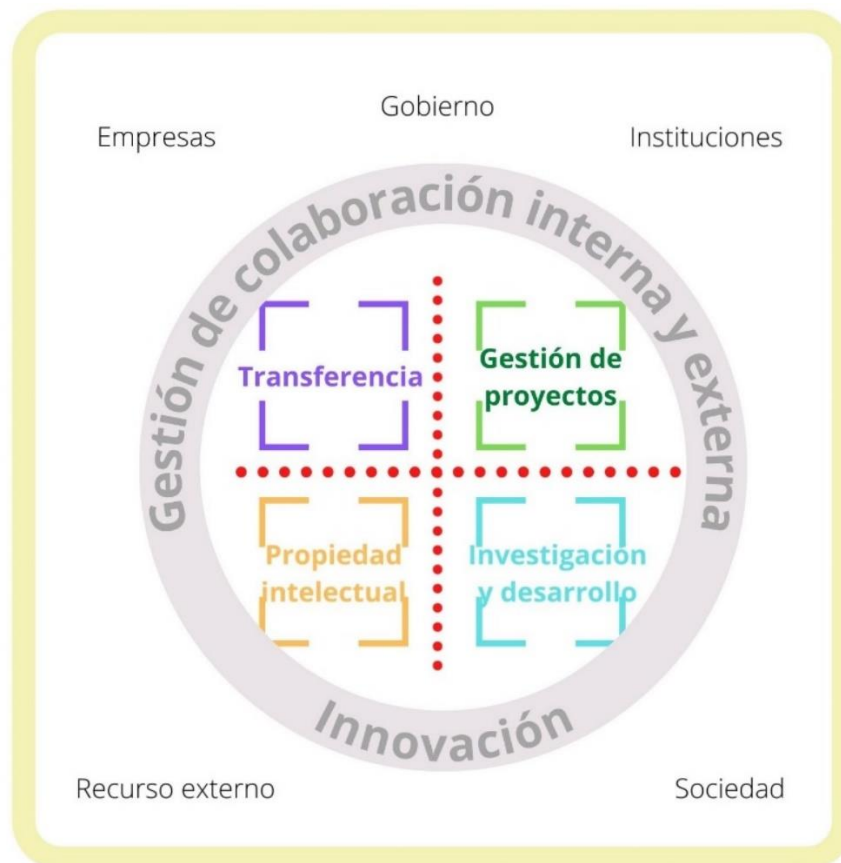 Gobierno
Empresas
Instituciones
Gestión de colaboración interna y externa
Transferencia
Gestión de
proyectos
Propiedad
intelectual
Investigación
y desarrollo
Innovación
Recurso externo
Sociedad